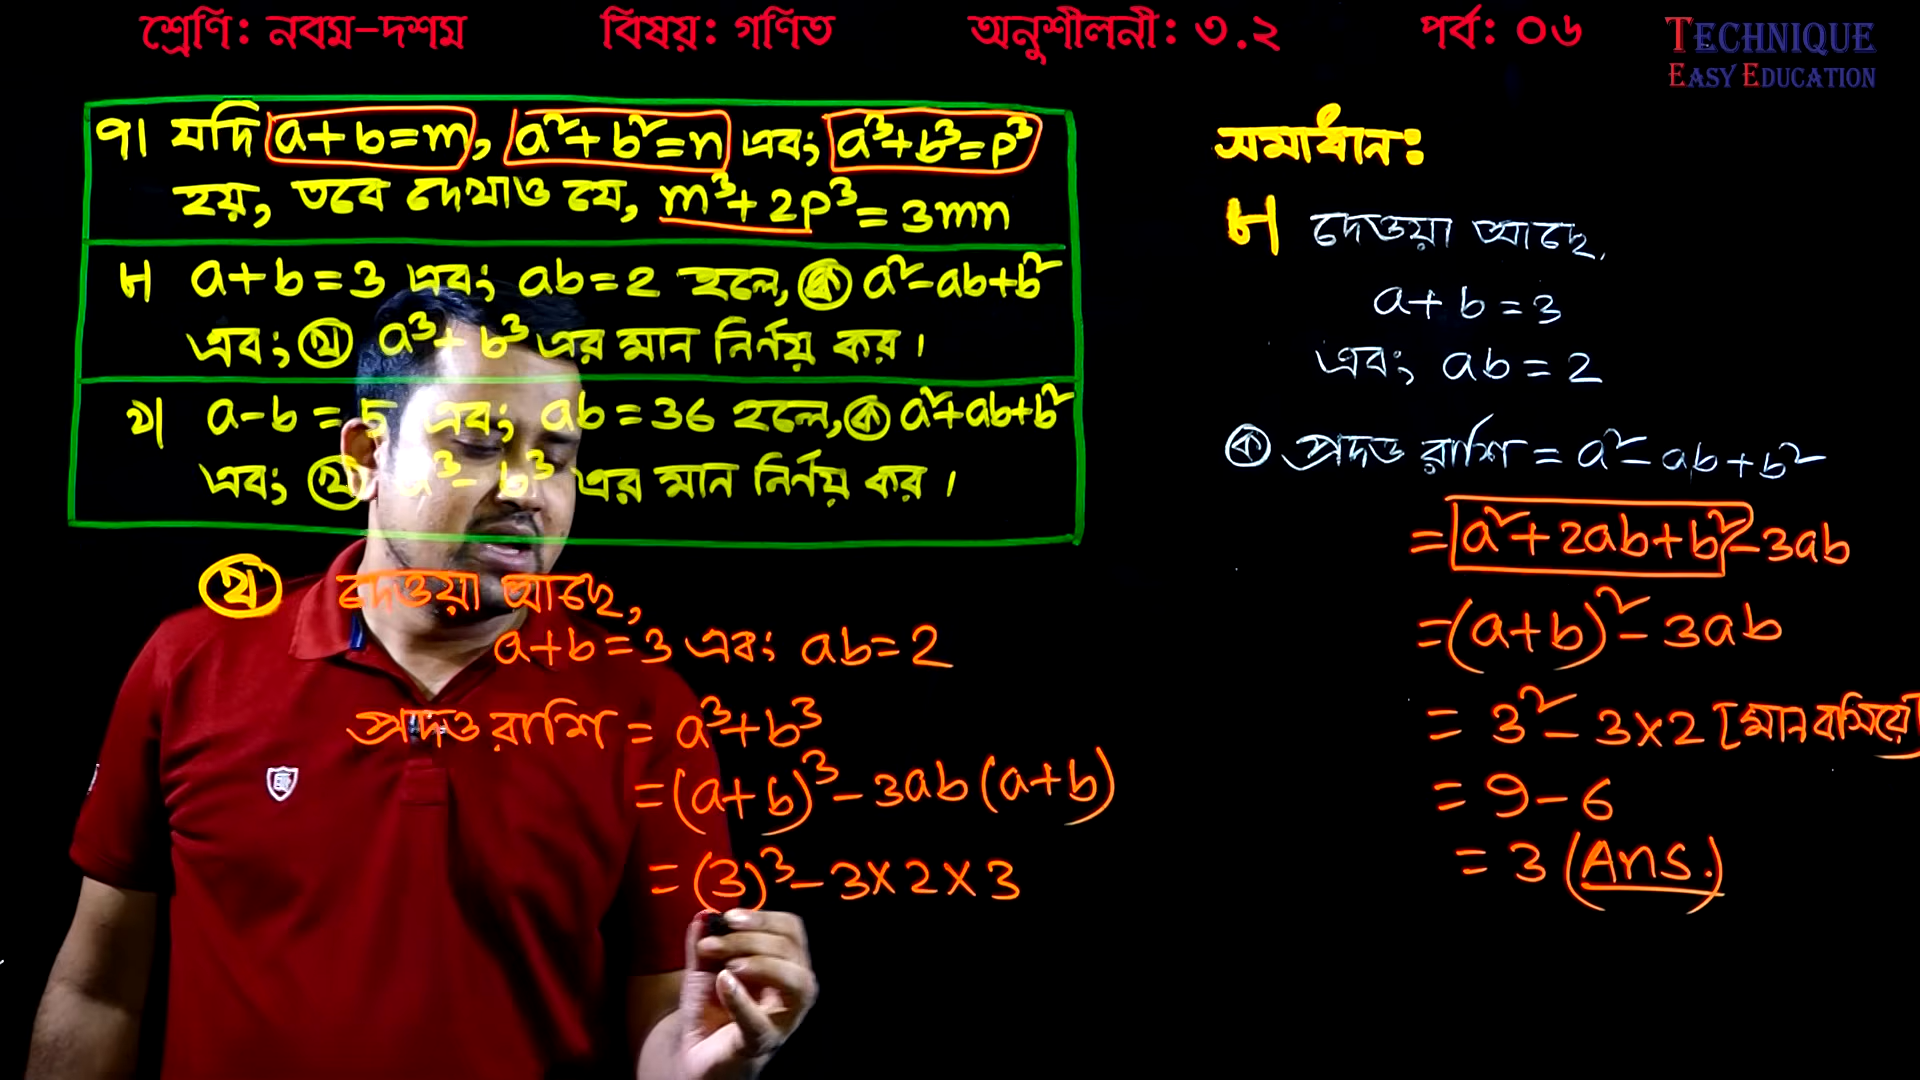 শ্রেণি: নবম-দশম বিষয়: গণিত অনুশীলনী: ৩.২ পর্ব: ০৬
TECHNIQUE
EASY EDUCATION
৭। যদি a+b=m, a²+b²=n এবং a³+b³=p³
হয়, তবে দেখাও যে, m³+2p³=3mn
৮। a+b=3 এবং ab=2 হলে, (ক) a²-ab+b²
এবং (খ) a³+b³ এর মান নির্ণয় কর।
৯। a-b=5 এবং ab=36 হলে, (ক) a²+ab+b²
এবং (খ) a³-b³ এর মান নির্ণয় কর।
(খ) দেওয়া আছে,
a+b=3 এবং ab=2
প্রদত্ত রাশি = a³+b³
=(a+b)³-3ab(a+b)
=(3)³-3×2×3
সমাধান:
৮। দেওয়া আছে,
a+b=3
এবং ab=2
(ক) প্রদত্ত রাশি = a²-ab+b²
=a²+2ab+b²-3ab
=(a+b)²-3ab
=3²-3×2 [মান বসিয়ে]
=9-6
=3 (Ans.)